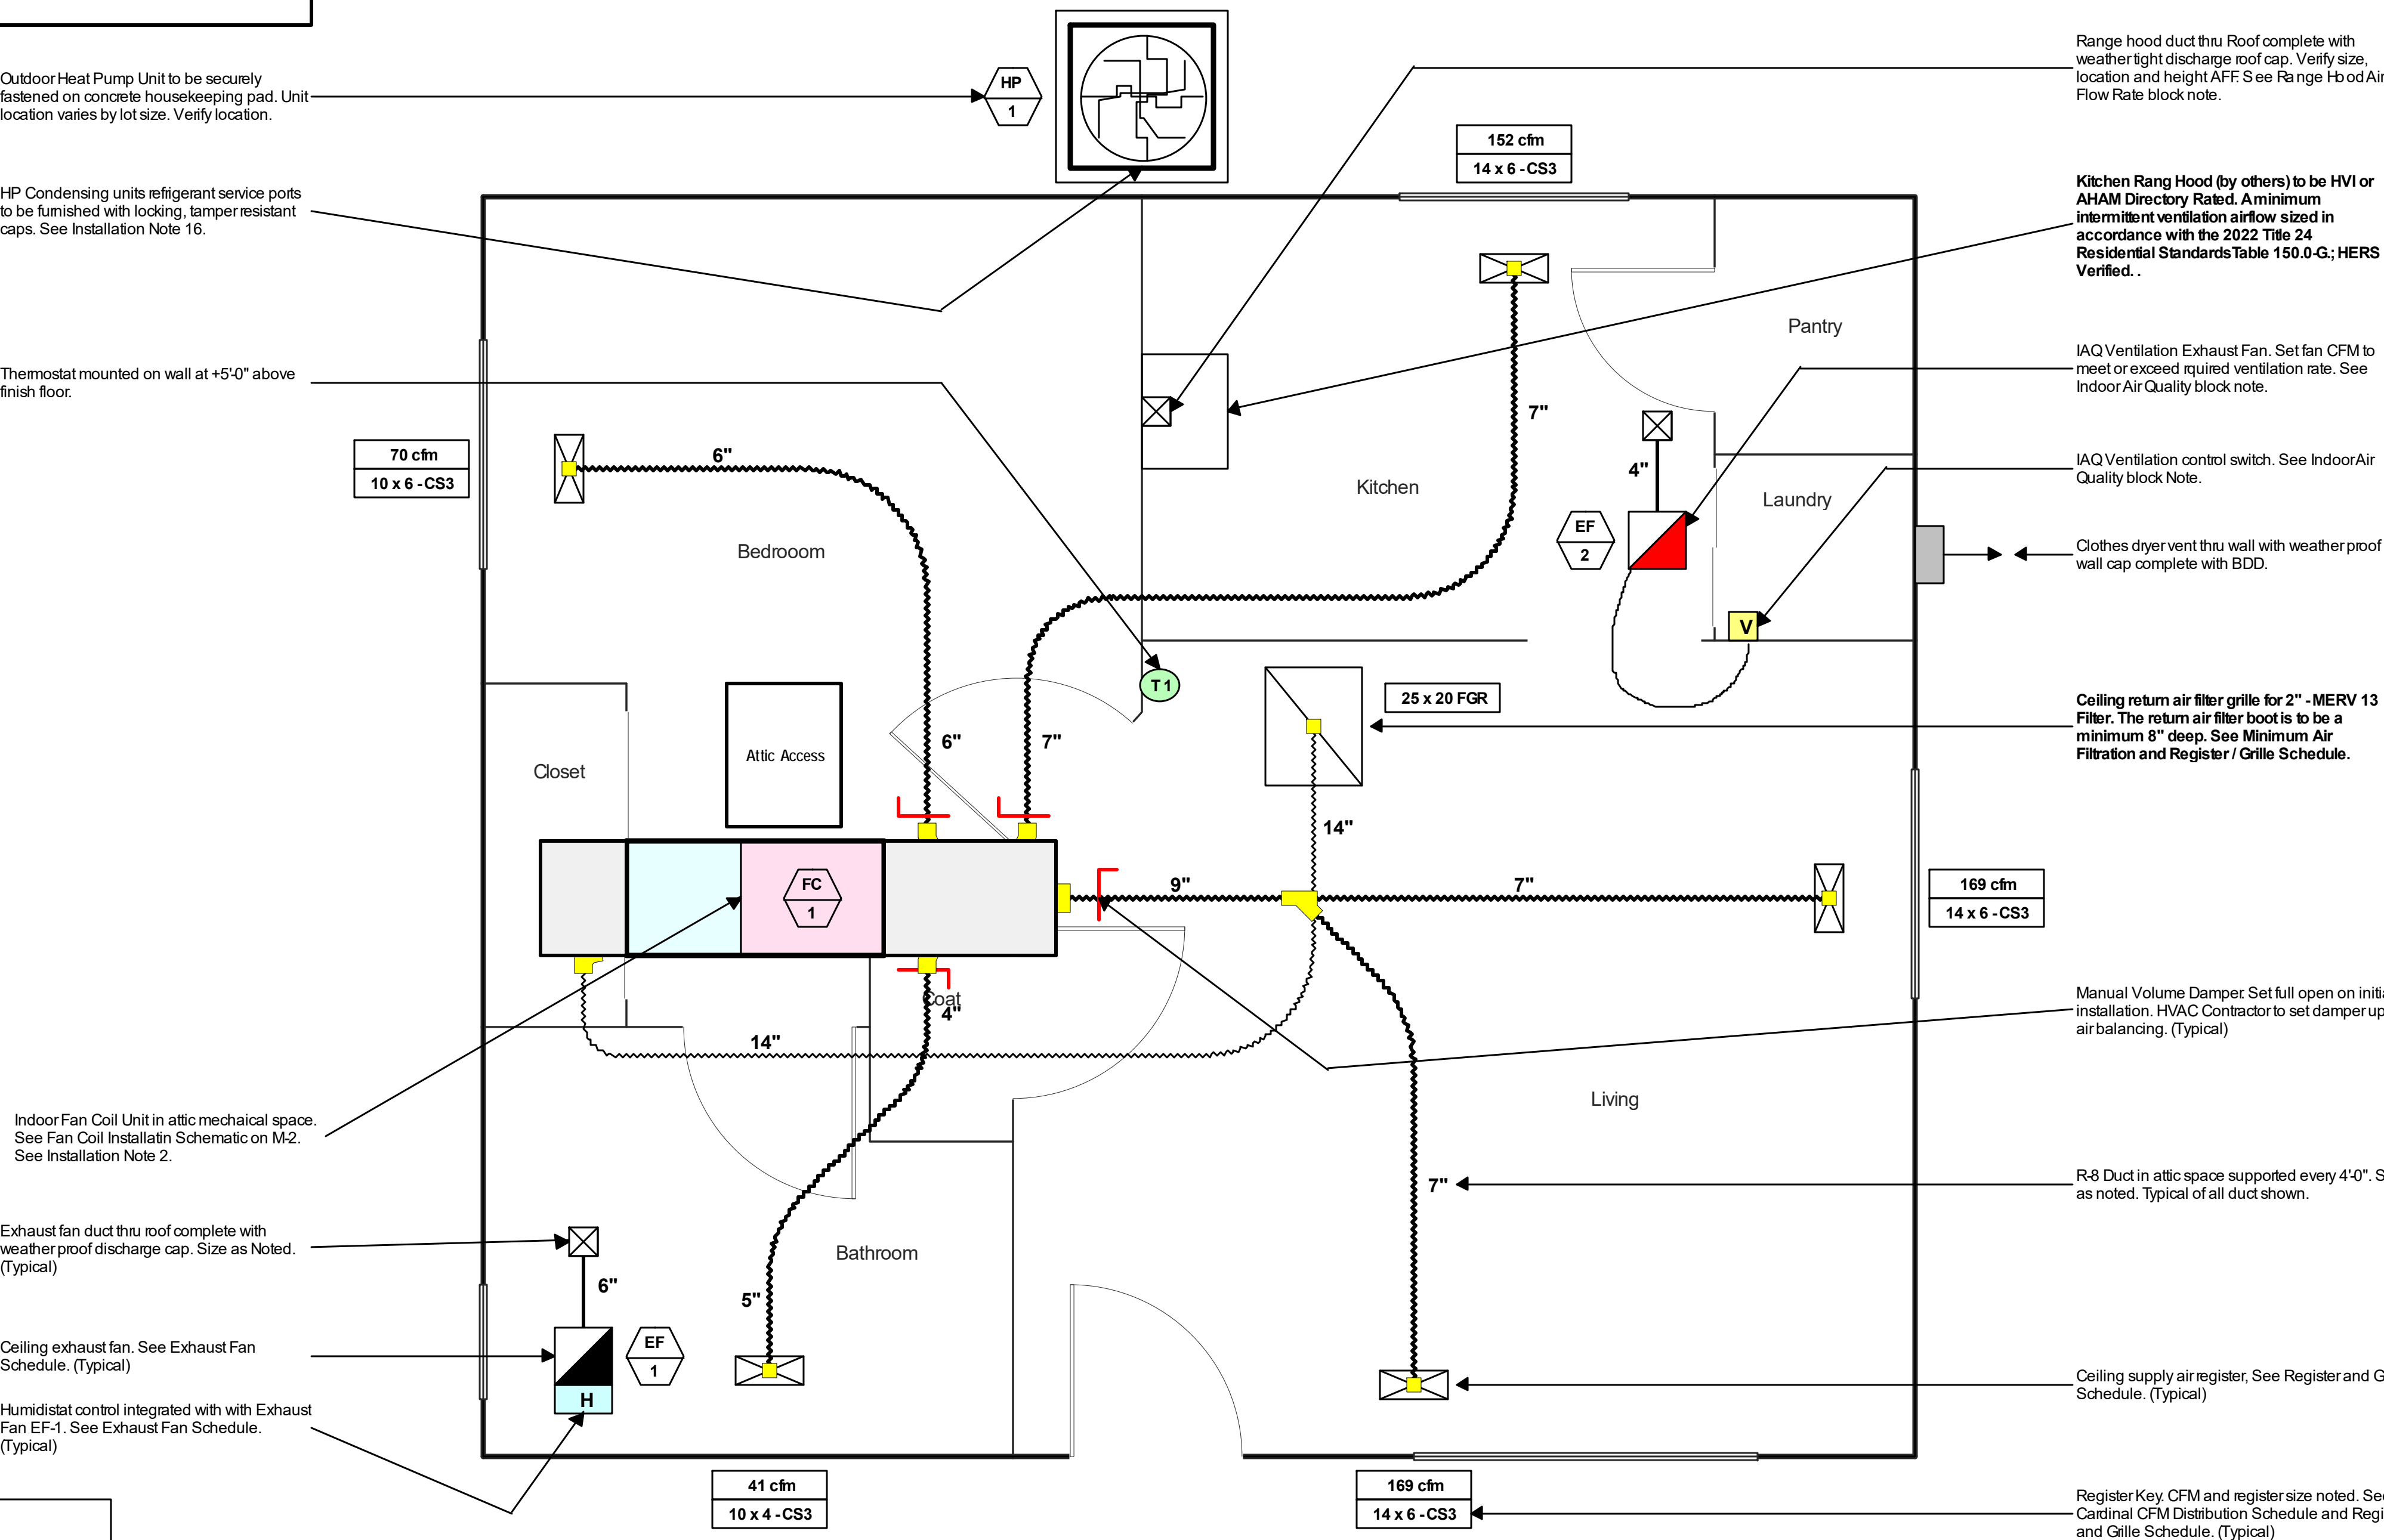 Outdoor Heat Pump Unit to be securely
fastened on concrete housekeeping pad. Unit
location varies by lot size. Verify location.
HP Condensing units refrigerant service ports
to be furnished with locking, tamper resistant
caps. See Installation Note 16.
Thermostat mounted on wall at +5'-0" above
finish floor.
70 cfm
10 x 6 -CS3
Indoor Fan Coil Unit in attic mechaical space.
See Fan Coil Installatin Schematic on M-2.
See Installation Note 2.
Exhaust fan duct thru roof complete with
weather proof discharge cap. Size as Noted.
(Typical)
Ceiling exhaust fan. See Exhaust Fan
Schedule. (Typical)
Humidistat control integrated with with Exhaust
Fan EF-1. See Exhaust Fan Schedule.
(Typical)
HP
1
152 cfm
14 x 6 -CS3
6"
Bedrooom
Kitchen
7"
Pantry
4"
Laundry
EF
2
V
T 1
25 x 20 FGR
Attic Access
Closet
6"
7"
14"
FC
1
9"
7"
169 cfm
14 x 6 -CS3
Coat
4"
14"
Living
7"
Bathroom
6"
5"
EF
1
H
41 cfm
10 x 4 -CS3
169 cfm
14 x 6 -CS3
Range hood duct thru Roof complete with
weather tight discharge roof cap. Verify size,
location and height AFF. See Range Hood Air
Flow Rate block note.
Kitchen Rang Hood (by others) to be HVI or
AHAM Directory Rated. A minimum
intermittent ventilation airflow sized in
accordance with the 2022 Title 24
Residential Standards Table 150.0-G.; HERS
Verified. .
IAQ Ventilation Exhaust Fan. Set fan CFM to
meet or exceed rquired ventilation rate. See
Indoor Air Quality block note.
IAQ Ventilation control switch. See Indoor Air
Quality block Note.
Clothes dryer vent thru wall with weather proof
wall cap complete with BDD.
Ceiling return air filter grille for 2" - MERV 13
Filter. The return air filter boot is to be a
minimum 8" deep. See Minimum Air
Filtration and Register / Grille Schedule.
Manual Volume Damper. Set full open on initia
installation. HVAC Contractor to set damper up
air balancing. (Typical)
R-8 Duct in attic space supported every 4'-0". S
as noted. Typical of all duct shown.
Ceiling supply air register, See Register and G
Schedule. (Typical)
Register Key. CFM and register size noted. See
Cardinal CFM Distribution Schedule and Regi
and Grille Schedule. (Typical)